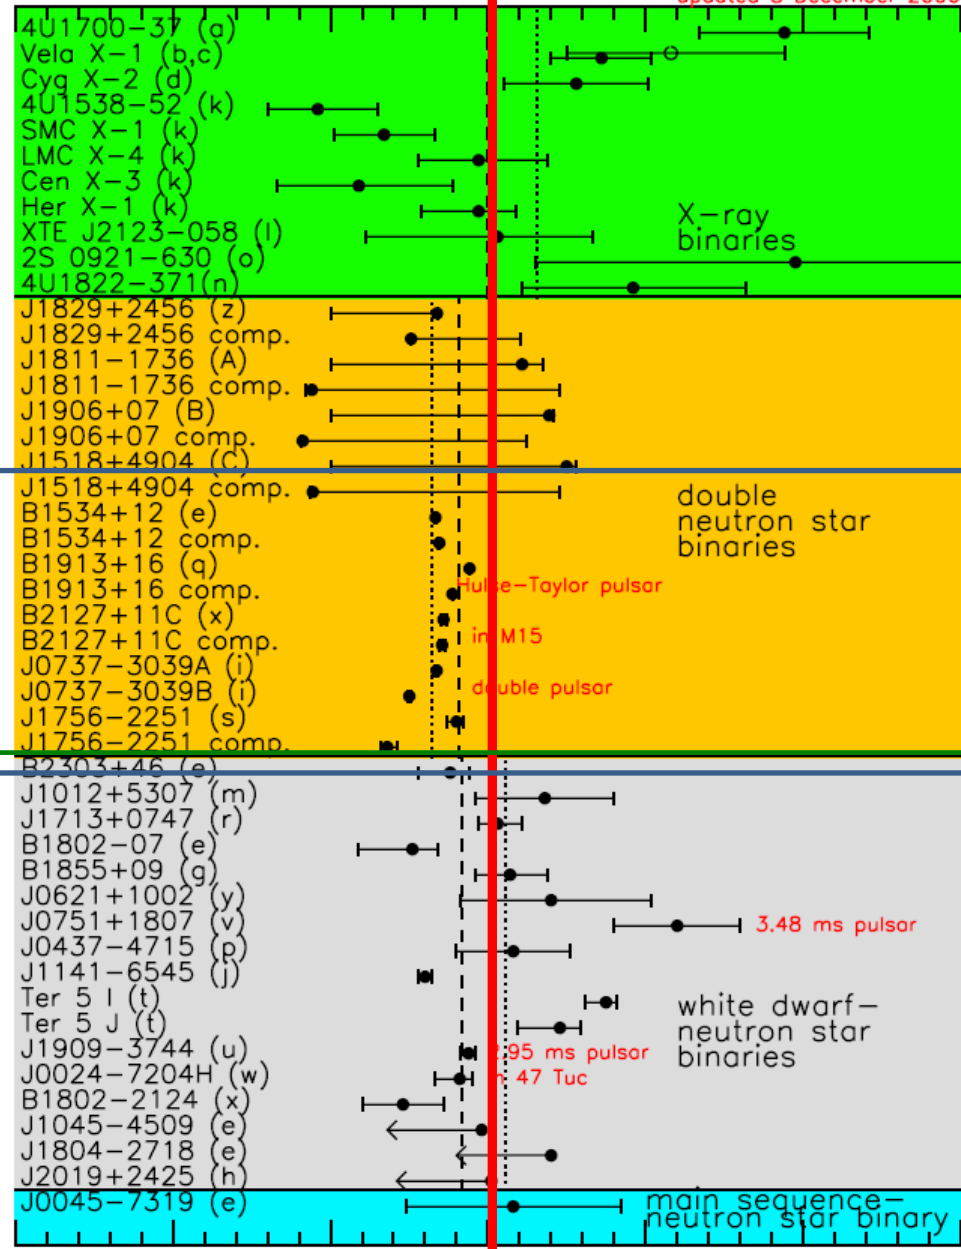 4U1700-37 (a)
Vela X-1 (b,c)
Cyg X-2 (d)
4U1538-52 (k)
SMC X-1 (k)
LMC X-4 (k)
Cen X-3 (k)
Her X-1 (k)
XTE J2123-058 (l)
2S 0921-630 (o)
4U1822-371(n)
X-ray
binaries
J1829+2456 (z)
J1829+2456 comp.
J1811-1736 (A)
J1811-1736 comp.
J1906+07 (B)
J1906+07 comp.
J1518+4904 (C)
J1518+4904 comp.
B1534+12 (e)
B1534+12 comp.
B1913+16 (q)
B1913+16 comp.
B2127+11C (x)
B2127+11C comp.
J0737-3039A (i)
J0737-3039B (i)
J1756-2251 (s)
J1756-2251 comp.
double
neutron star
binaries
Hulse-Taylor pulsar
in M15
double pulsar
B2303+46 (e)
J1012+5307 (m)
J1713+0747 (r)
B1802-07 (e)
B1855+09 (g)
J0621+1002 (y)
J0751+1807 (v)
J0437-4715 (p)
J1141-6545 (j)
Ter 5 I (t)
Ter 5 J (t)
J1909-3744 (u)
J0024-7204H (w)
B1802-2124 (x)
J1045-4509 (e)
J1804-2718 (e)
J2019+2425 (h)
3.48 ms pulsar
white dwarf-
neutron star
binaries
2.95 ms pulsar
47 Tuc
J0045-7319 (e)
main sequence-
neutron star binary